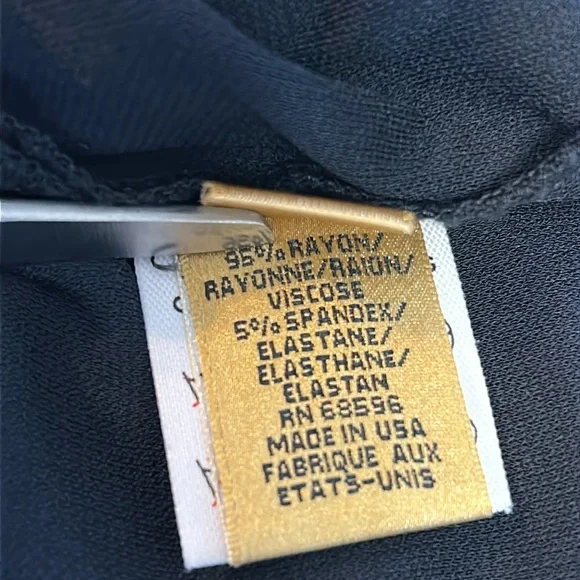 95% RAYON/
RAYONNE/RAION/
VISCOSE
5% SPANDEX/
ELASTANE/
ELASTHANE/
ELASTAN
RN 68596
MADE IN USA
FABRIQUE AUX
ETATS-UNIS